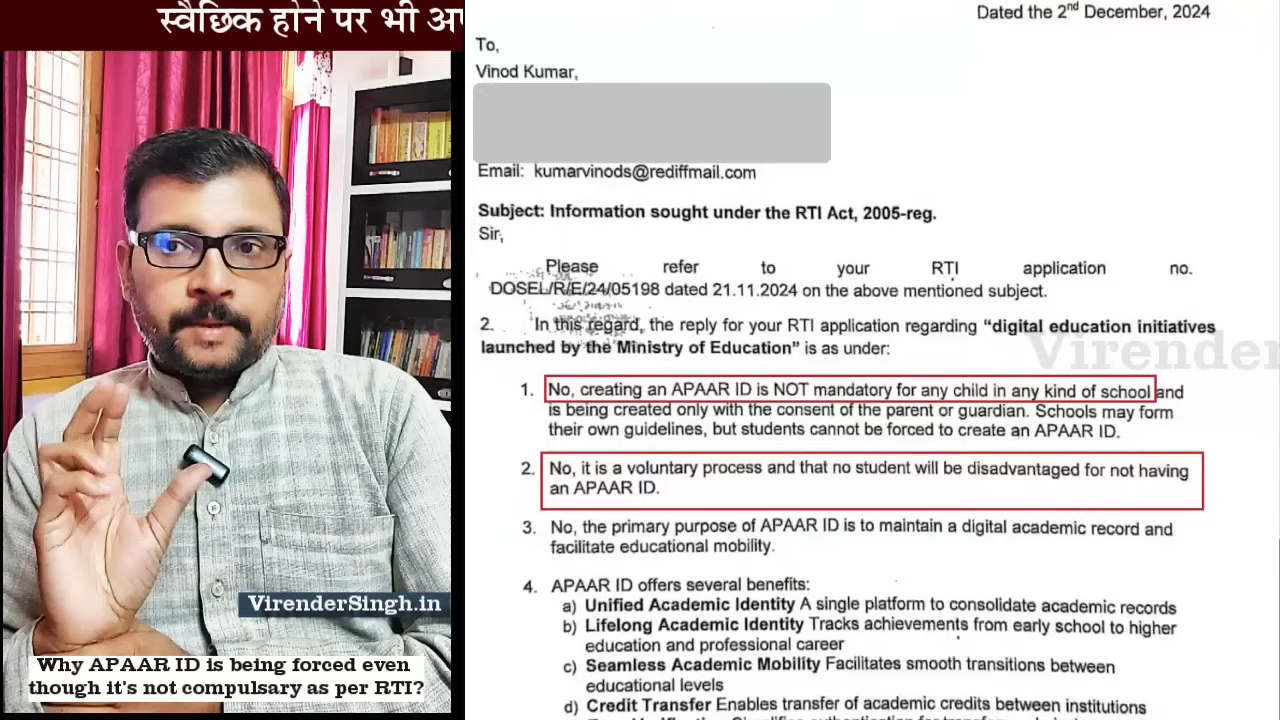 स्वैच्छिक होने पर भी
VirenderSingh.in
Why APAAR ID is being forced even
though it's not compulsary as per RTI?
Dated the 2nd December, 2024
To,
Vinod Kumar,
Email: kumarvinods@rediffmail.com
Subject: Information sought under the RTI Act, 2005-reg.
Sir,
Please refer to your RTI application no.
DOSEL/R/E/24/05198 dated 21.11.2024 on the above mentioned subject.
2. In this regard, the reply for your RTI application regarding “digital education initiatives
launched by the Ministry of Education” is as under:
Virender
1. No, creating an APAAR ID is NOT mandatory for any child in any kind of school and
is being created only with the consent of the parent or guardian. Schools may form
their own guidelines, but students cannot be forced to create an APAAR ID.
2. No, it is a voluntary process and that no student will be disadvantaged for not having
an APAAR ID.
3. No, the primary purpose of APAAR ID is to maintain a digital academic record and
facilitate educational mobility.
4. APAAR ID offers several benefits:
a) Unified Academic Identity A single platform to consolidate academic records
b) Lifelong Academic Identity Tracks achievements from early school to higher
education and professional career
c) Seamless Academic Mobility Facilitates smooth transitions between
educational levels
d) Credit Transfer Enables transfer of academic credits between institutions